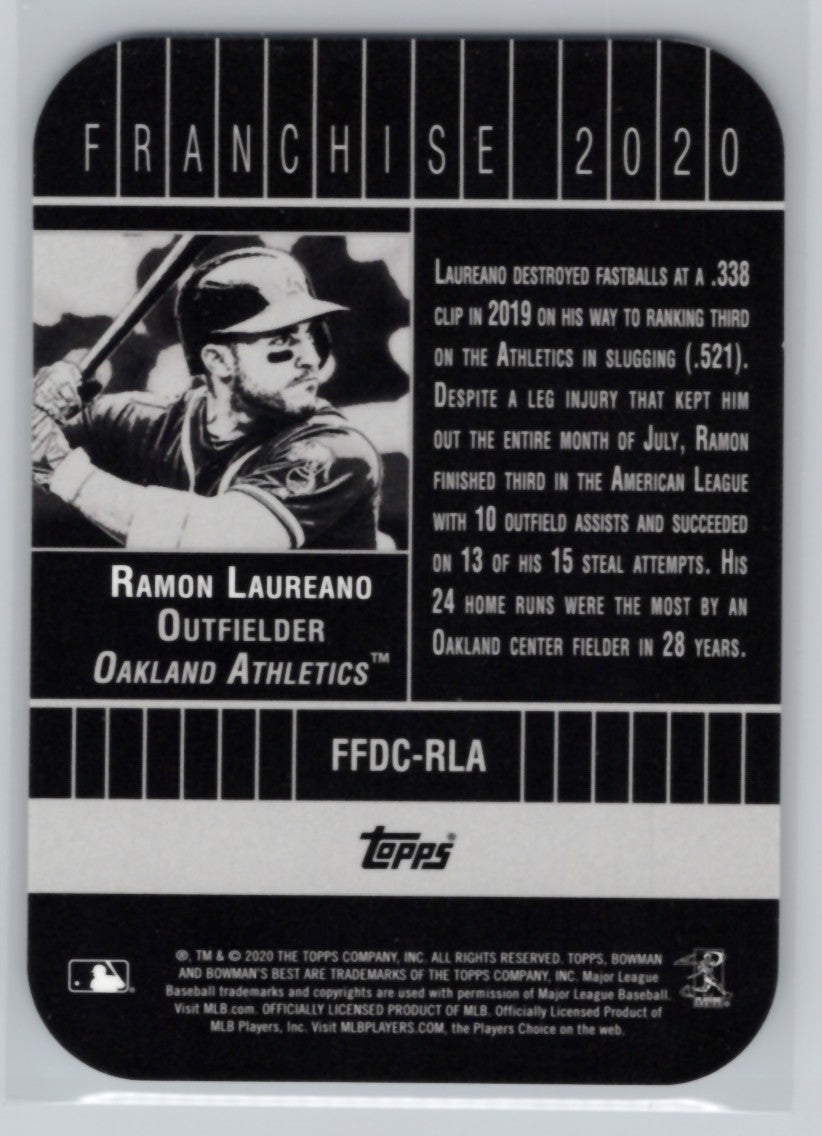 FRANCHISE 2020
LAUREANO DESTROYED FASTBALLS AT A .338
CLIP IN 2019 ON HIS WAY TO RANKING THIRD
ON THE ATHLETICS IN SLUGGING (.521).
DESPITE A LEG INJURY THAT KEPT HIM
OUT THE ENTIRE MONTH OF JULY, RAMON
FINISHED THIRD IN THE AMERICAN LEAGUE
WITH 10 OUTFIELD ASSISTS AND SUCCEEDED
ON 13 OF HIS 15 STEAL ATTEMPTS. HIS
24 HOME RUNS WERE THE MOST BY AN
OAKLAND CENTER FIELDER IN 28 YEARS.
RAMON LAUREANO
OUTFIELDER
OAKLAND ATHLETICS™
FFDC-RLA
topps®
®, TM & © 2020 THE TOPPS COMPANY, INC. ALL RIGHTS RESERVED. TOPPS, BOWMAN
AND BOWMAN'S BEST ARE TRADEMARKS OF THE TOPPS COMPANY, INC. Major League
Baseball trademarks and copyrights are used with permission of Major League Baseball.
Visit MLB.com. OFFICIALLY LICENSED PRODUCT OF MLB. Officially Licensed Product of
MLB Players, Inc. Visit MLBPLAYERS.COM, the Players Choice on the web.